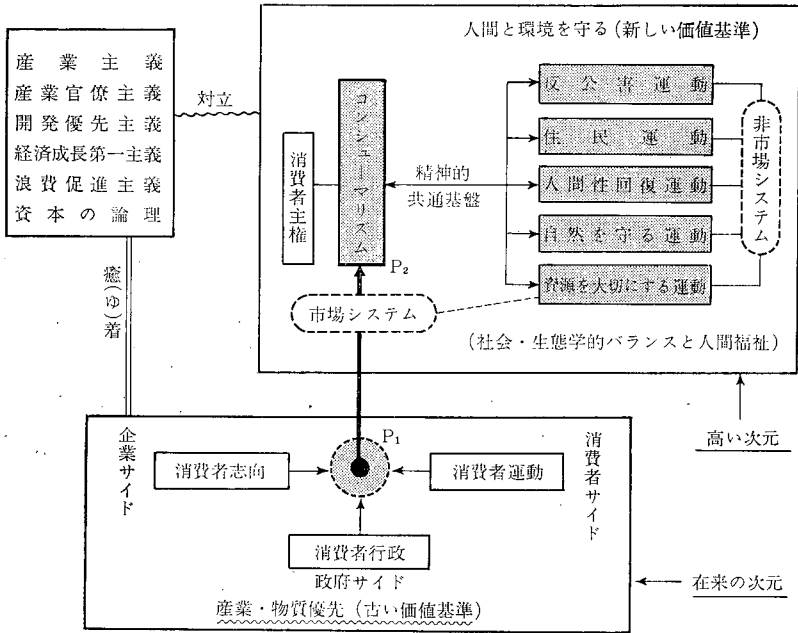 人間と環境を守る(新しい価値基準)
産業主義
産業官僚主義
開発優先主義
経済成長第一主義
浪費促進主義
資本の論理
対立
消費者主権
コンシューマリズム
精神的
共通基盤
反公害運動
住民運動
人間性回復運動
自然を守る運動
資源を大切にする運動
非市場システム
P₂
市場システム
(社会・生態学的バランスと人間福祉)
癒(ゆ)着
高い次元
企業サイド
消費者サイド
P₁
消費者志向
消費者運動
消費者行政
政府サイド
産業・物質優先(古い価値基準)
在来の次元